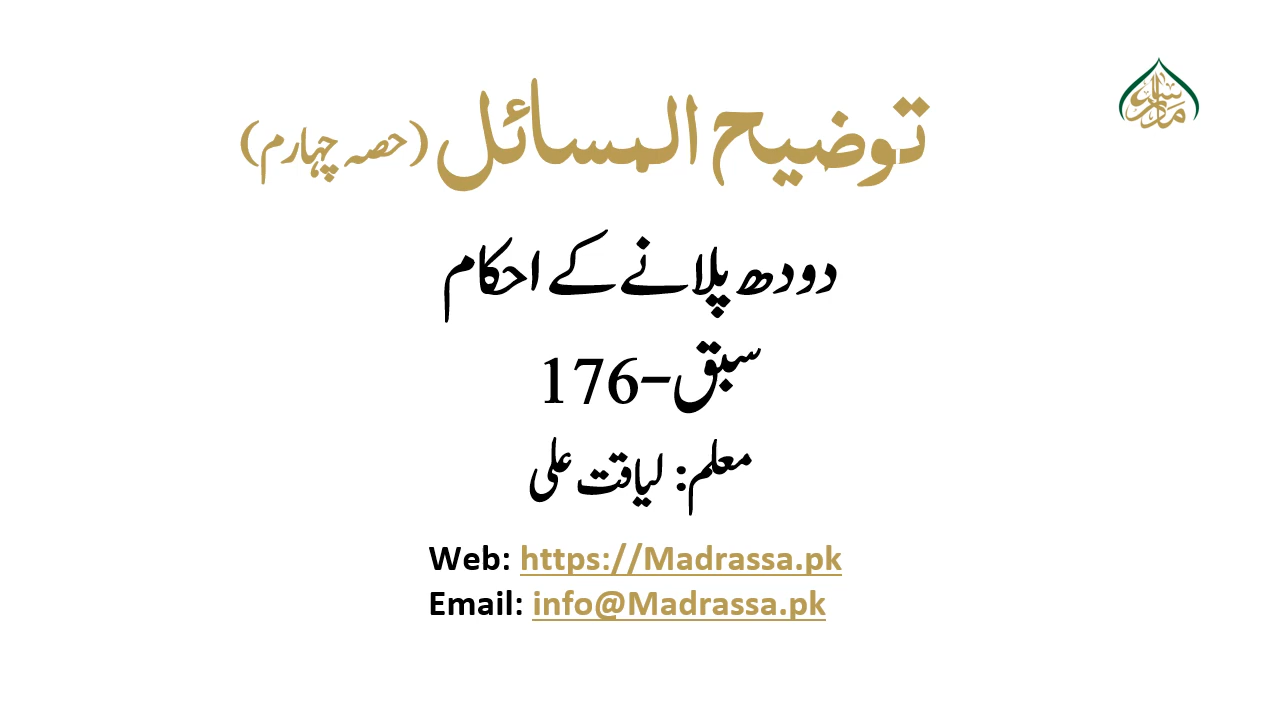 توضیح المسائل (حصہ چہارم)
دودھ پلانے کے احکام
سبق-176
معلم: لیاقت علی
Web: https://Madrassa.pk
Email: info@Madrassa.pk